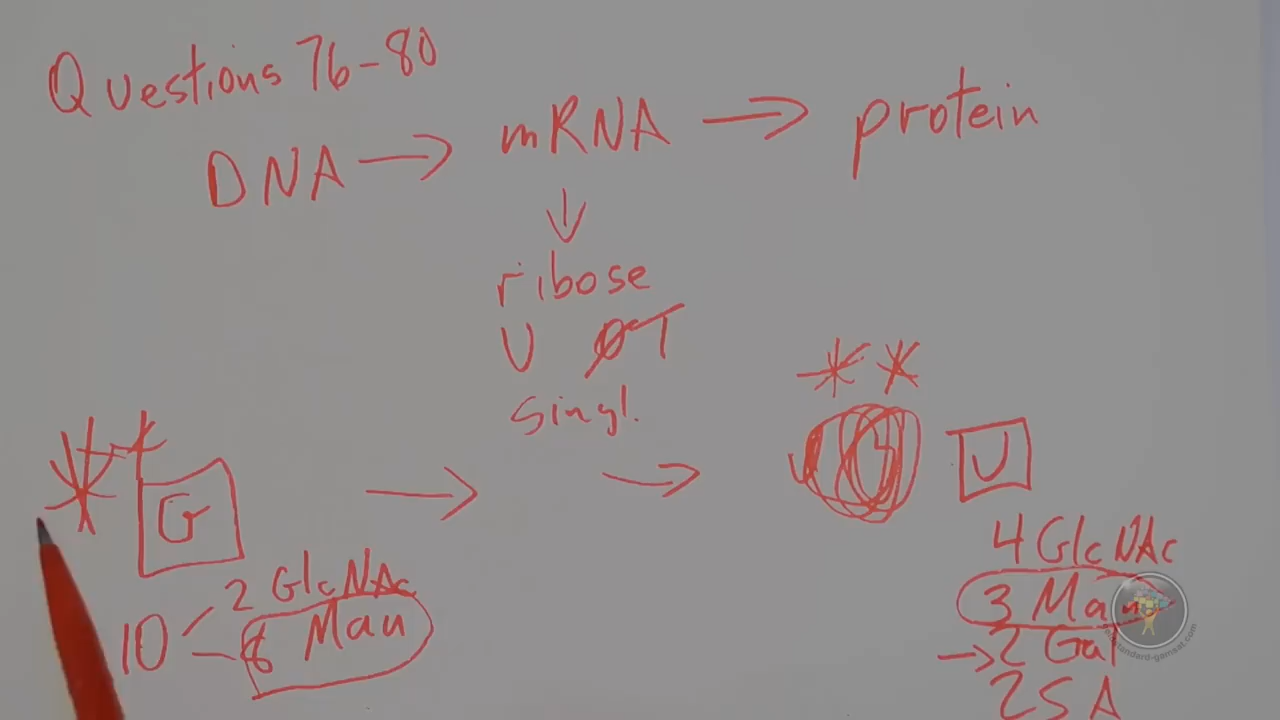 Questions 76-80
DNA → mRNA → protein
↓
ribose
U T
singl.
G → → U
10 2 GlcNAc
8 Man
4 GlcNAc
3 Man
→ 2 Gal
2 SA